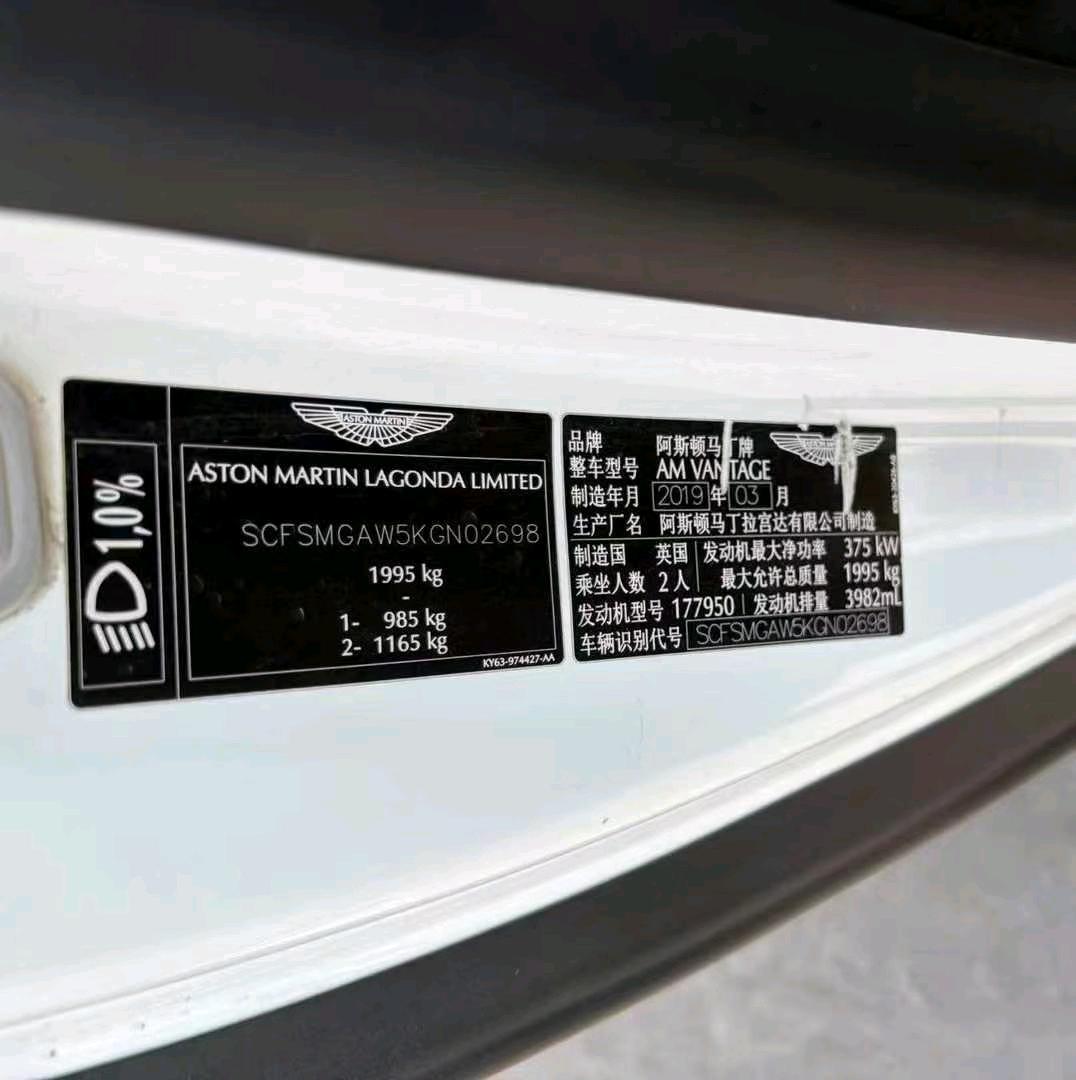 1,0%
ASTON MARTIN
ASTON MARTIN LAGONDA LIMITED
SCFSMGAW5KGN02698
1995 kg
-
1- 985 kg
2- 1165 kg
KY63-974427-AA
品牌 阿斯顿马丁牌
ASTON MARTIN
整车型号 AM VANTAGE
制造年月 2019 年 03 月
生产厂名 阿斯顿马丁拉宫达有限公司制造
制造国 英国 发动机最大净功率 375 kW
乘坐人数 2 人 最大允许总质量 1995 kg
发动机型号 177950 发动机排量 3982mL
车辆识别代号 SCFSMGAW5KGN02698